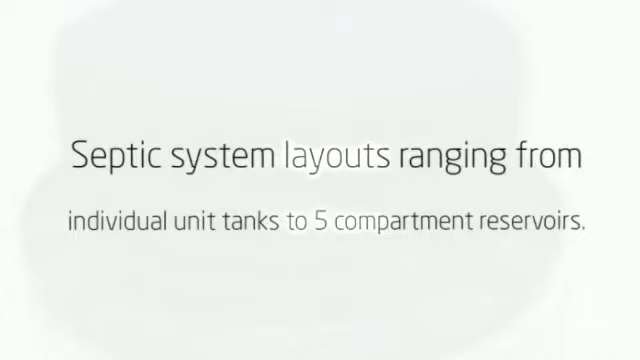 Septic system layouts ranging from
individual unit tanks to 5 compartment reservoirs.